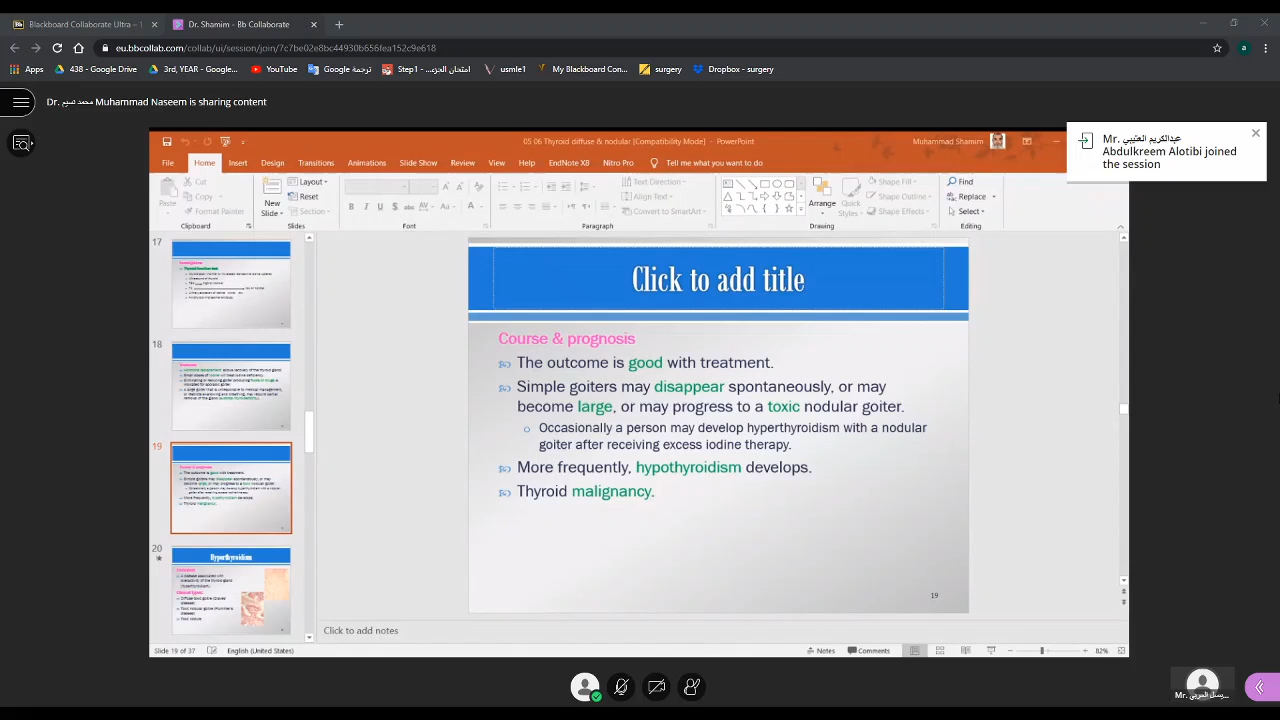 Blackboard Collaborate Ultra – 1
Dr. Shamim - Bb Collaborate
eu.bbcollab.com/collab/ui/session/join/7c7be02e8bc44930b656fea152c9e618
a
Apps
438 - Google Drive
3rd, YEAR - Google...
YouTube
Google ترجمة
Step1 - امتحان الجزء...
usmle1
My Blackboard Con...
surgery
Dropbox - surgery
Dr. محمد نسيم Muhammad Naseem is sharing content
Mr. عبدالكريم العتيبي
Abdulkreem Alotibi joined
the session
05 06 Thyroid diffuse & nodular [Compatibility Mode] - PowerPoint
Muhammad Shamim
File
Home
Insert
Design
Transitions
Animations
Slide Show
Review
View
Help
EndNote X8
Nitro Pro
Tell me what you want to do
Paste
Cut
Copy
Format Painter
Clipboard
New
Slide
Layout
Reset
Section
Slides
Font
Text Direction
Align Text
Convert to SmartArt
Paragraph
Arrange
Quick
Styles
Shape Fill
Shape Outline
Shape Effects
Drawing
Find
Replace
Select
Editing
17
18
19
20
Hyperthyroidism
Click to add title
Course & prognosis
The outcome is good with treatment.
Simple goiters may disappear spontaneously, or may
become large, or may progress to a toxic nodular goiter.
Occasionally a person may develop hyperthyroidism with a nodular
goiter after receiving excess iodine therapy.
More frequently, hypothyroidism develops.
Thyroid malignancy.
19
Click to add notes
Slide 19 of 37
English (United States)
Notes
Comments
82%